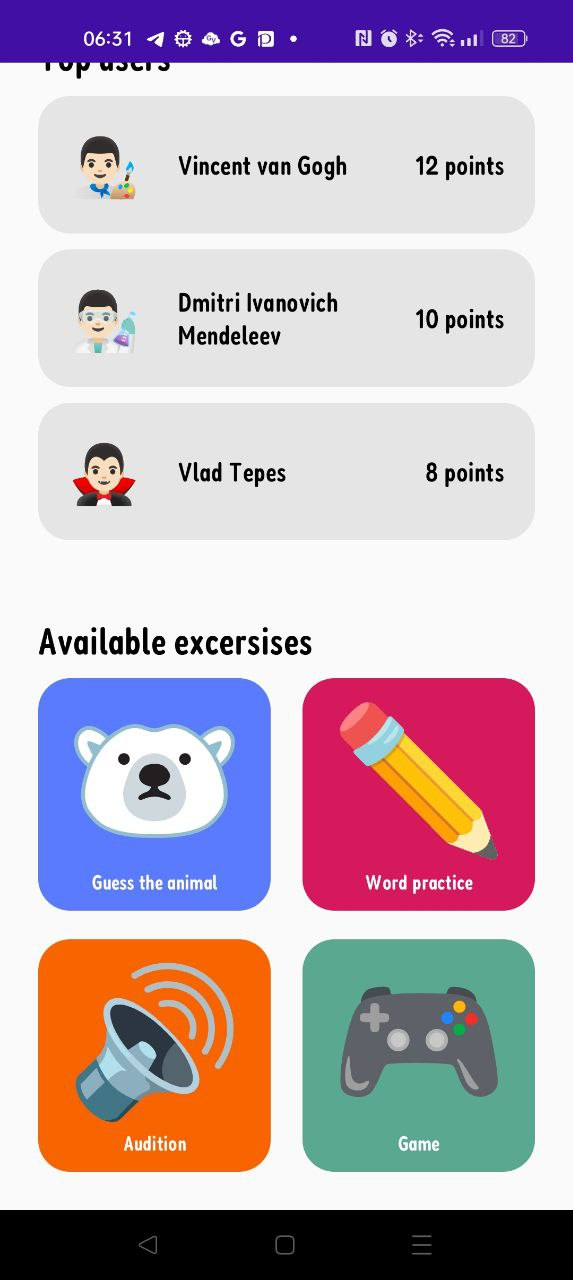 06:31
82
Top users
Vincent van Gogh
12 points
Dmitri Ivanovich
Mendeleev
10 points
Vlad Tepes
8 points
Available excersises
Guess the animal
Word practice
Audition
Game